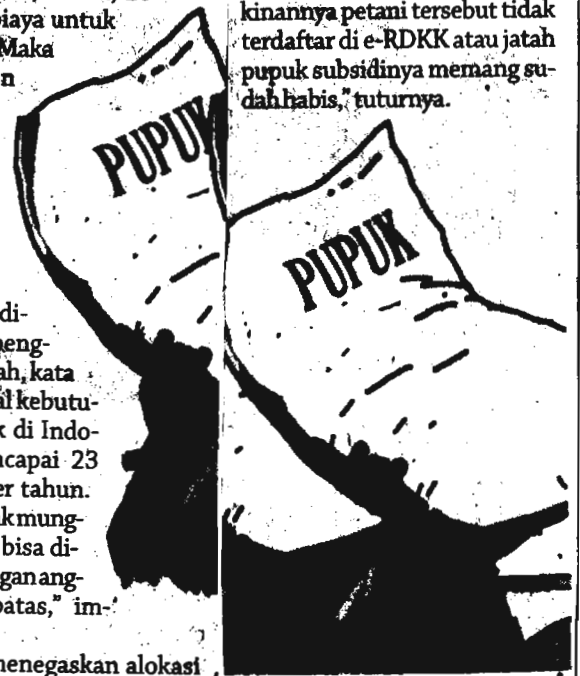 biaya untuk
Maka
n
PUPUK
di-
neng-
ah, kata
al kebutu-
k di Indo-
ncapai 23
er tahun.
k mung-
bisa di-
gan ang-
batas,” im-
menegaskan alokasi
kinannya petani tersebut tidak
terdaftar di e-RDKK atau jatah
pupuk subsidinya memang su-
dah habis,” tuturnya.
PUPUK